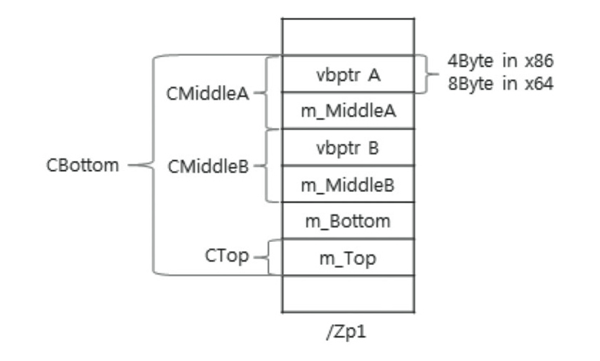 4Byte in x86
8Byte in x64
vbptr A
CMiddleA
m_MiddleA
vbptr B
CBottom
CMiddleB
m_MiddleB
m_Bottom
CTop
m_Top
/Zp1